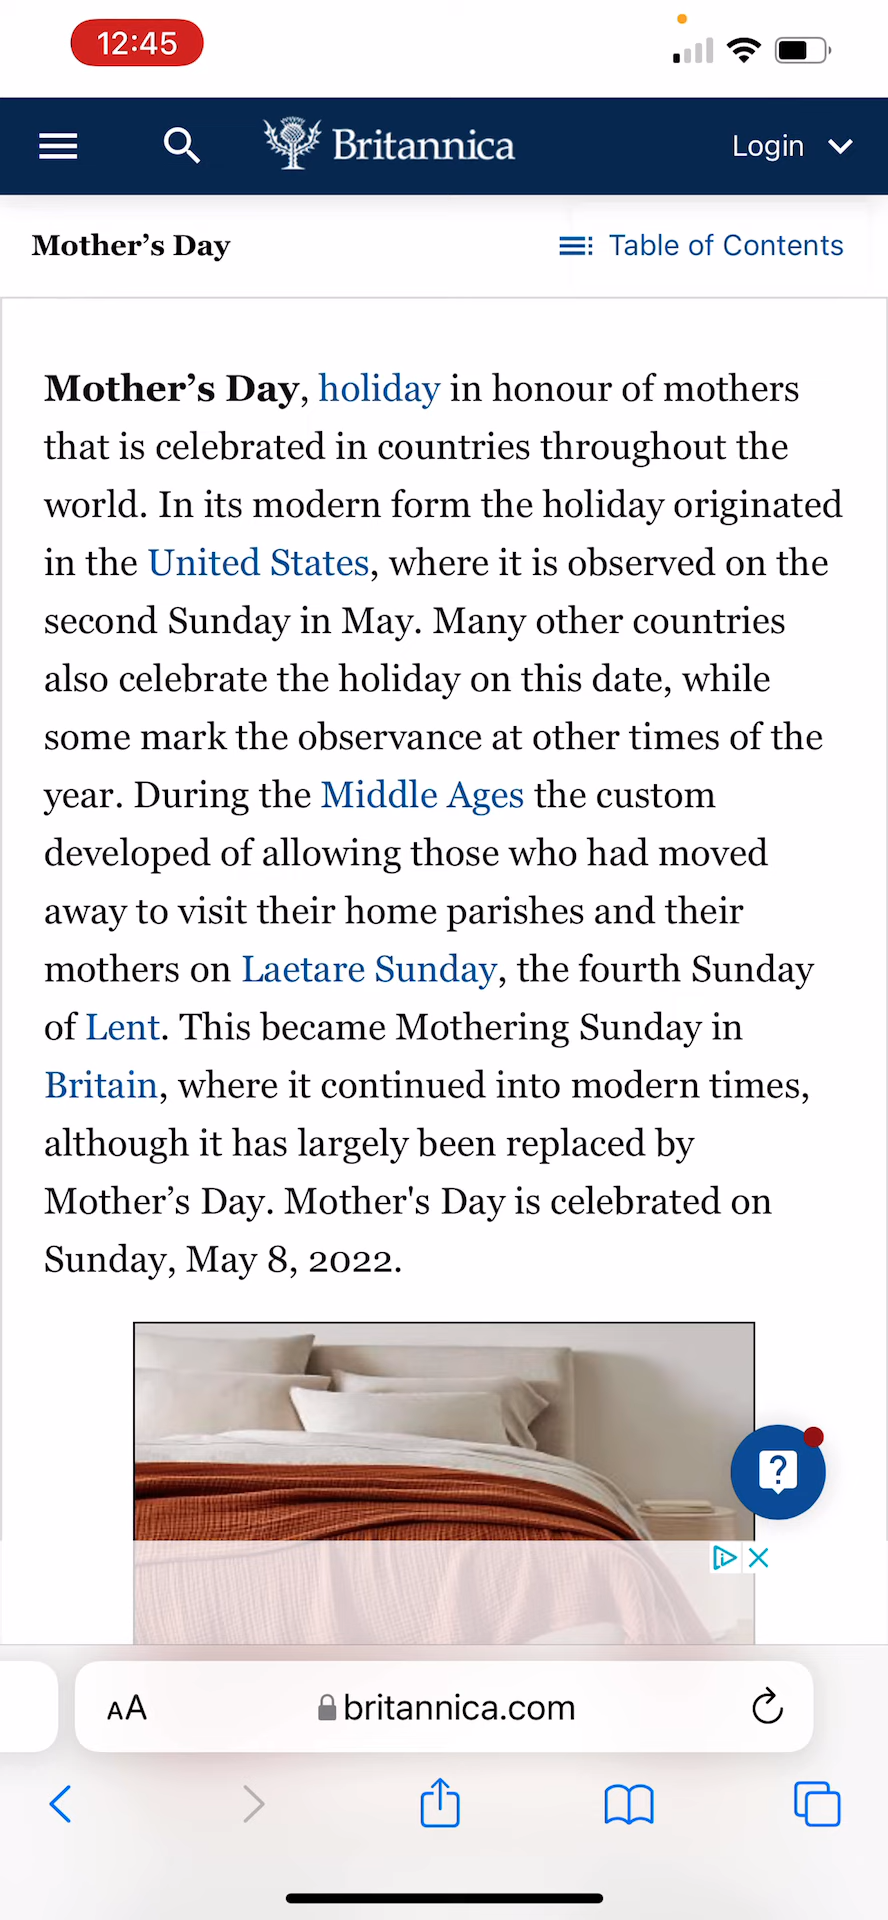 12:45
Britannica
Login
Mother’s Day
Table of Contents
Mother’s Day, holiday in honour of mothers
that is celebrated in countries throughout the
world. In its modern form the holiday originated
in the United States, where it is observed on the
second Sunday in May. Many other countries
also celebrate the holiday on this date, while
some mark the observance at other times of the
year. During the Middle Ages the custom
developed of allowing those who had moved
away to visit their home parishes and their
mothers on Laetare Sunday, the fourth Sunday
of Lent. This became Mothering Sunday in
Britain, where it continued into modern times,
although it has largely been replaced by
Mother’s Day. Mother's Day is celebrated on
Sunday, May 8, 2022.
?
AA
britannica.com